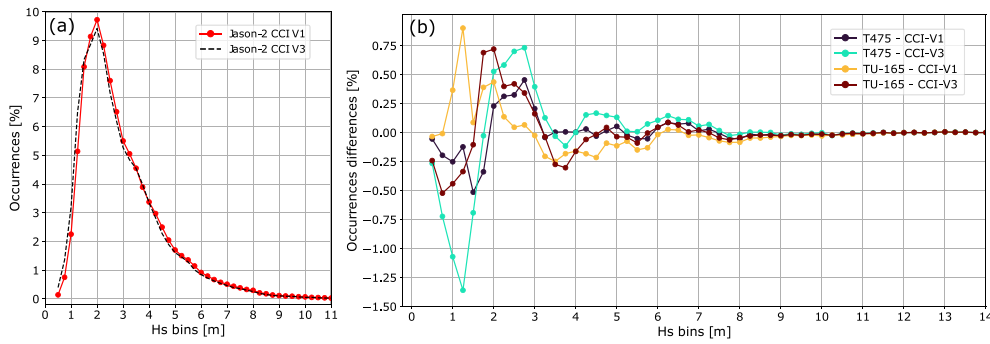 (a)
Jason-2 CCI V1
Jason-2 CCI V3
Occurrences [%]
10
9
8
7
6
5
4
3
2
1
0
0 1 2 3 4 5 6 7 8 9 10 11
Hs bins [m]
(b)
T475 - CCI-V1
T475 - CCI-V3
TU-165 - CCI-V1
TU-165 - CCI-V3
Occurrences differences [%]
0.75
0.50
0.25
0.00
−0.25
−0.50
−0.75
−1.00
−1.25
−1.50
0 1 2 3 4 5 6 7 8 9 10 11 12 13 14
Hs bins [m]